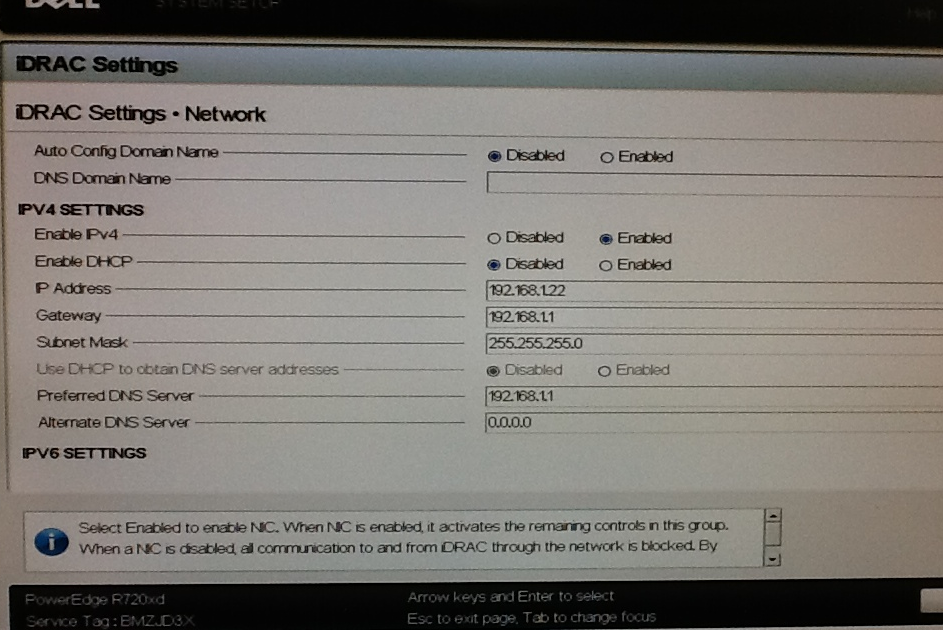 DELL SYSTEM SETUP Help
iDRAC Settings
iDRAC Settings • Network
Auto Config Domain Name Disabled Enabled
DNS Domain Name
IPV4 SETTINGS
Enable IPv4 Disabled Enabled
Enable DHCP Disabled Enabled
IP Address 192.168.1.22
Gateway 192.168.1.1
Subnet Mask 255.255.255.0
Use DHCP to obtain DNS server addresses Disabled Enabled
Preferred DNS Server 192.168.1.1
Alternate DNS Server 0.0.0.0
IPV6 SETTINGS
Select Enabled to enable NIC. When NIC is enabled, it activates the remaining controls in this group.
When a NIC is disabled, all communication to and from iDRAC through the network is blocked. By
PowerEdge R720xd Arrow keys and Enter to select
Service Tag : BMZJD3X Esc to exit page, Tab to change focus